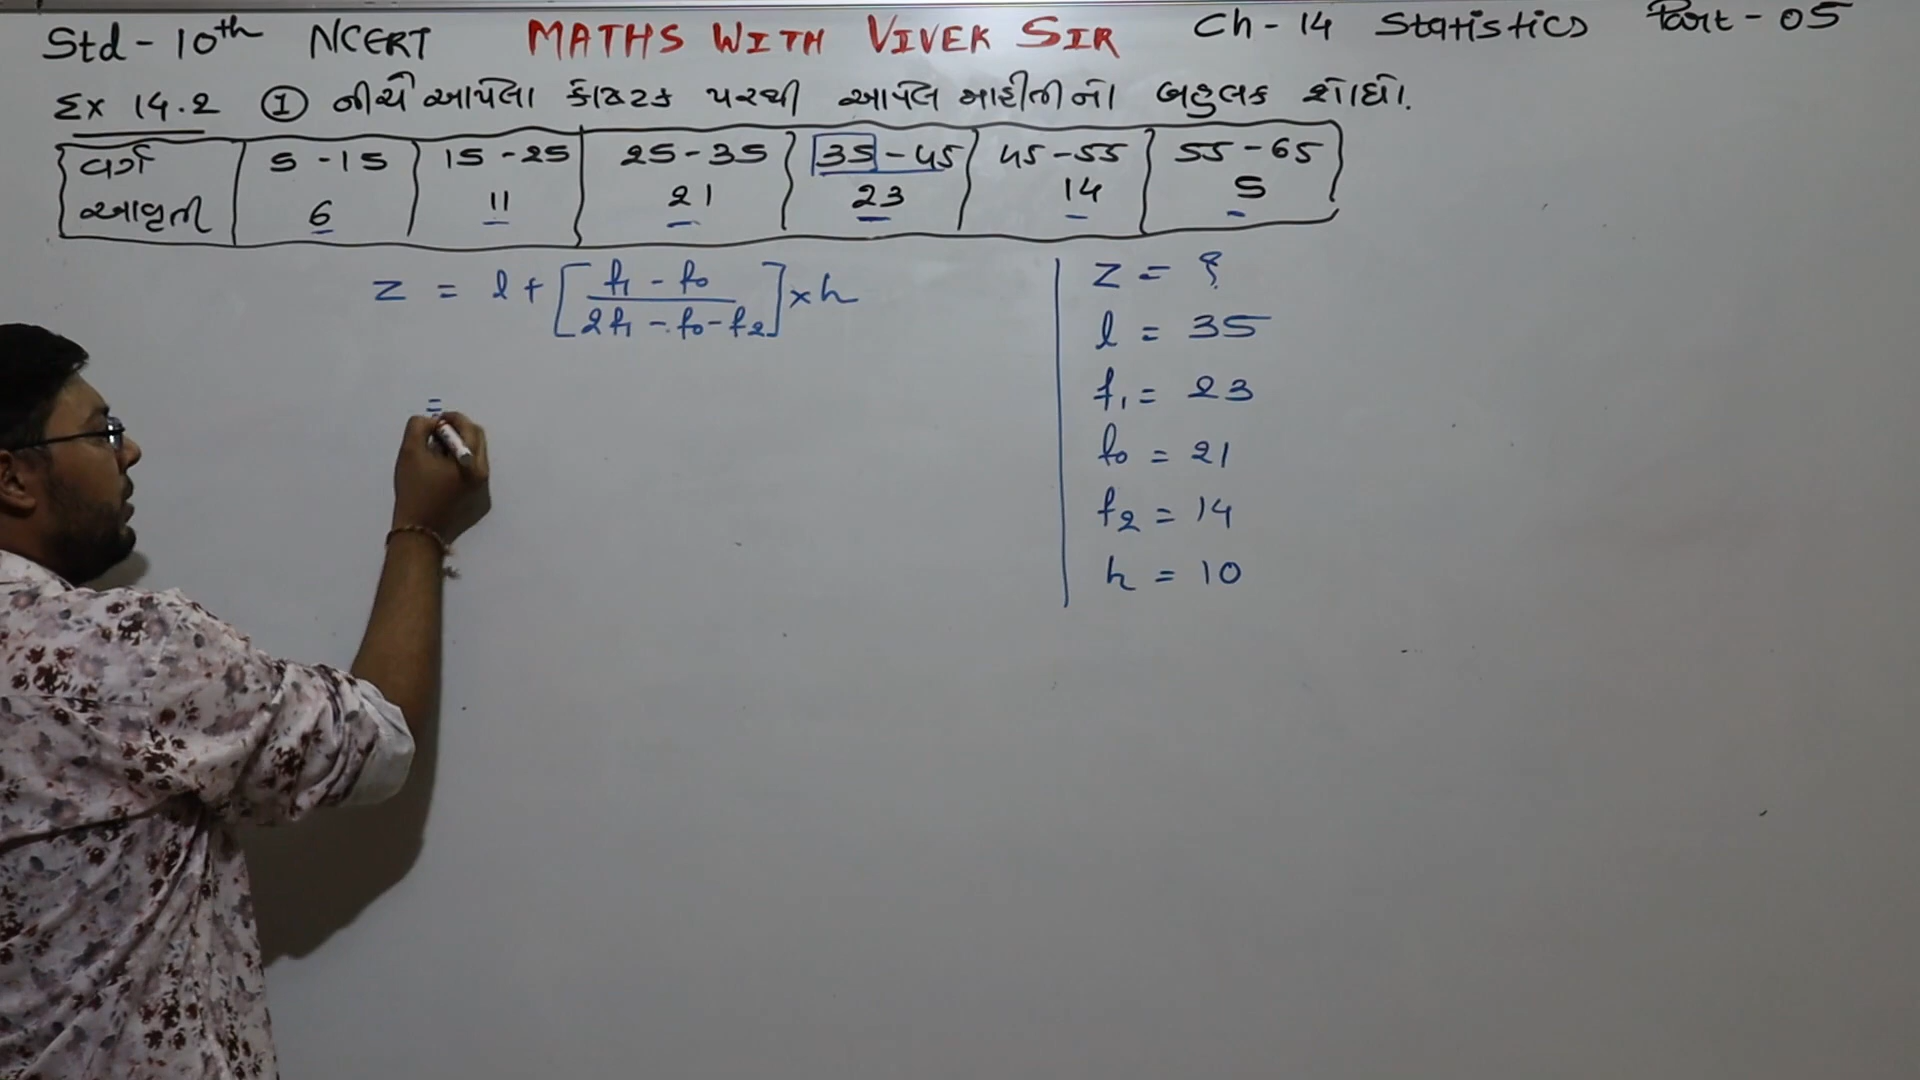 Std - 10th NCERT MATHS WITH VIVEK SIR Ch - 14 Statistics Part - 05
Ex 14.2 ① નીચે આપેલા કોષ્ટક પરથી આપેલ માહીતીનો બહુલક શોધો.
વર્ગ 5 - 15 15 - 25 25 - 35 35 - 45 45 - 55 55 - 65
આવૃતી 6 11 21 23 14 5
Z = l + [ f₁ - f₀ / 2f₁ - f₀ - f₂ ] × h
=
Z = ?
l = 35
f₁ = 23
f₀ = 21
f₂ = 14
h = 10